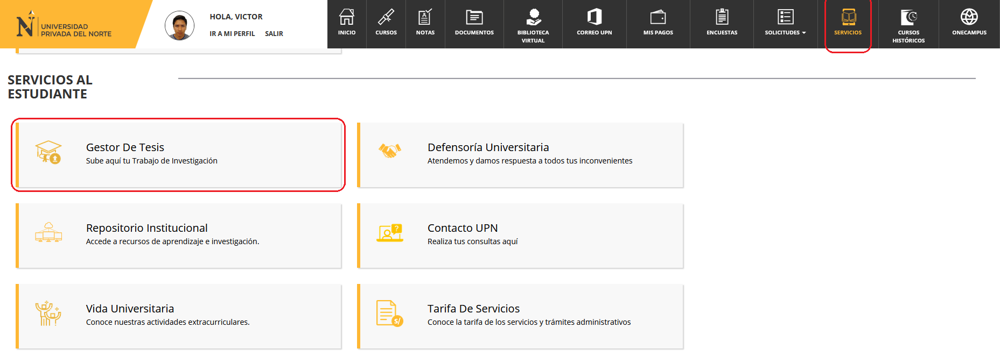 N
UNIVERSIDAD
PRIVADA DEL NORTE
HOLA, VICTOR
IR A MI PERFIL
SALIR
INICIO
CURSOS
NOTAS
DOCUMENTOS
BIBLIOTECA
VIRTUAL
CORREO UPN
MIS PAGOS
ENCUESTAS
SOLICITUDES
SERVICIOS
CURSOS
HISTÓRICOS
ONECAMPUS
SERVICIOS AL
ESTUDIANTE
Gestor De Tesis
Sube aquí tu Trabajo de Investigación
Defensoría Universitaria
Atendemos y damos respuesta a todos tus inconvenientes
Repositorio Institucional
Accede a recursos de aprendizaje e investigación.
?
Contacto UPN
Realiza tus consultas aquí
Vida Universitaria
Conoce nuestras actividades extracurriculares.
S/
Tarifa De Servicios
Conoce la tarifa de los servicios y trámites administrativos